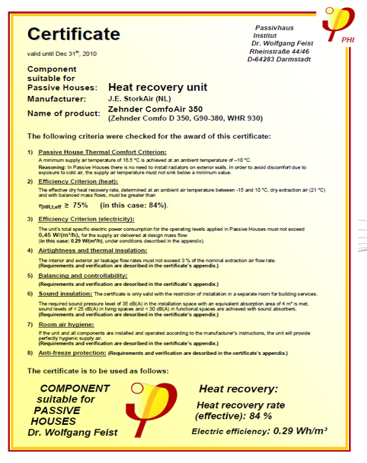 Certificate
valid until Dec 31st, 2010
Passivhaus
Institut
Dr. Wolfgang Feist
Rheinstraße 44/46
D-64283 Darmstadt
PHI
Component
suitable for
Passive Houses: Heat recovery unit
Manufacturer: J.E. StorkAir (NL)
Name of product: Zehnder ComfoAir 350
(Zehnder Comfo D 350, G90-380, WHR 930)
The following criteria were checked for the award of this certificate:
1) Passive House Thermal Comfort Criterion:
A minimum supply air temperature of 16.5 °C is achieved at an ambient temperature of –10 °C.
Reasoning: In Passive Houses there is no need to install radiators on exterior walls. In order to avoid discomfort due to
exposure to cold air, the supply air temperature must not sink below a minimum value.
2) Efficiency Criterion (heat):
The effective dry heat recovery rate, determined at an ambient air temperature between -15 and 10 °C, dry extraction air (21 °C)
and with balanced mass flows, must be greater than
ηHR,t,eff ≥ 75% (in this case: 84%).
3) Efficiency Criterion (electricity):
The unit's total specific electric power consumption for the operating levels applied in Passive Houses must not exceed
0,45 W/(m³/h), for the supply air delivered at design mass flow
(in this case: 0.29 W/(m³/h), under conditions described in the appendix).
4) Airtightness and thermal insulation:
The interior and exterior air leakage flow rates must not exceed 3 % of the nominal extraction air flow rate.
(Requirements and verification are described in the certificate's appendix.)
5) Balancing and controllability:
(Requirements and verification are described in the certificate's appendix.)
6) Sound insulation: The certificate is only valid with the restriction of installation in a separate room for building services.
The required sound pressure level of 35 dB(A) in the installation space with an equivalent absorption area of 4 m² is met,
sound levels of < 25 dB(A) in living spaces and < 30 dB(A) in functional spaces are achieved with sound absorbers.
(Requirements and verification are described in the certificate's appendix.)
7) Room air hygiene:
If the unit and all components are installed and operated according to the manufacturer's instructions, the unit will provide
perfectly hygienic supply air.
(Requirements and verification are described in the certificate's appendix.)
8) Anti-freeze protection: (Requirements and verification are described in the certificate's appendix.)
The certificate is to be used as follows:
COMPONENT
suitable for
PASSIVE
HOUSES
Dr. Wolfgang Feist
Heat recovery:
Heat recovery rate
(effective): 84 %
Electric efficiency: 0.29 Wh/m³